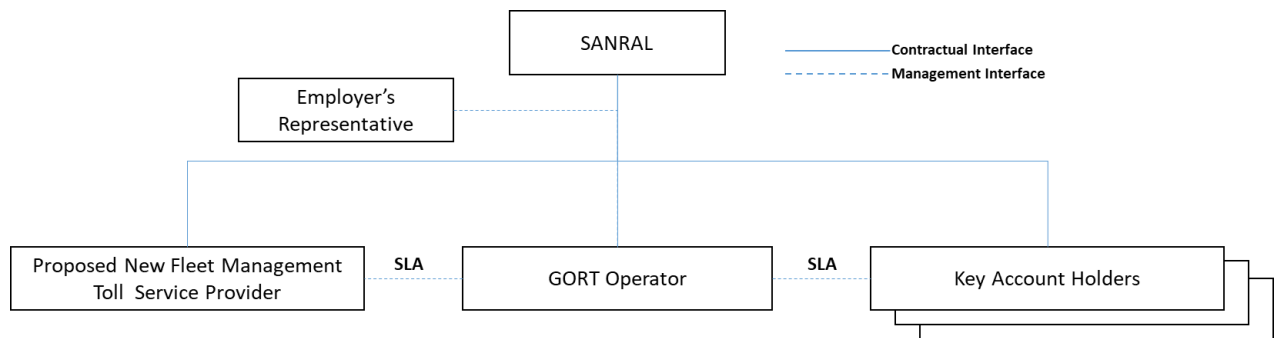 SANRAL
Contractual Interface
Management Interface
Employer’s
Representative
Proposed New Fleet Management
Toll Service Provider
SLA
GORT Operator
SLA
Key Account Holders